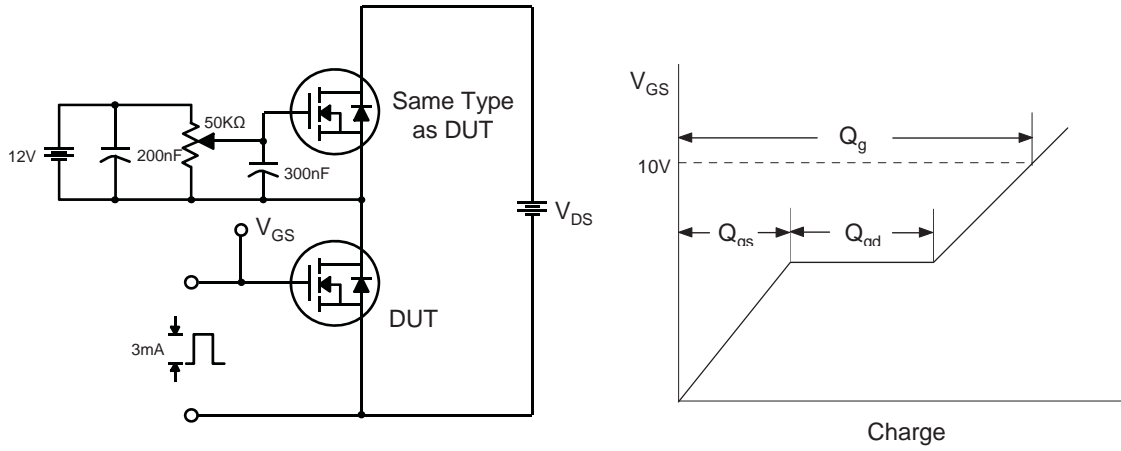 Same Type
as DUT
50KΩ
12V
200nF
300nF
V_GS
V_DS
DUT
3mA
V_GS
Q_g
10V
Q_gs
Q_gd
Charge